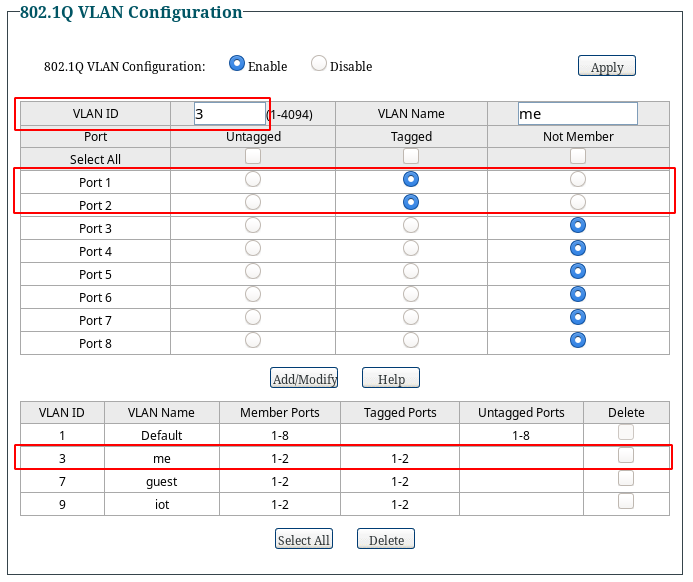 802.1Q VLAN Configuration
802.1Q VLAN Configuration: Enable Disable Apply
VLAN ID 3 (1-4094) VLAN Name me
Port Untagged Tagged Not Member
Select All
Port 1
Port 2
Port 3
Port 4
Port 5
Port 6
Port 7
Port 8
Add/Modify Help
VLAN ID VLAN Name Member Ports Tagged Ports Untagged Ports Delete
1 Default 1-8 1-8
3 me 1-2 1-2
7 guest 1-2 1-2
9 iot 1-2 1-2
Select All Delete